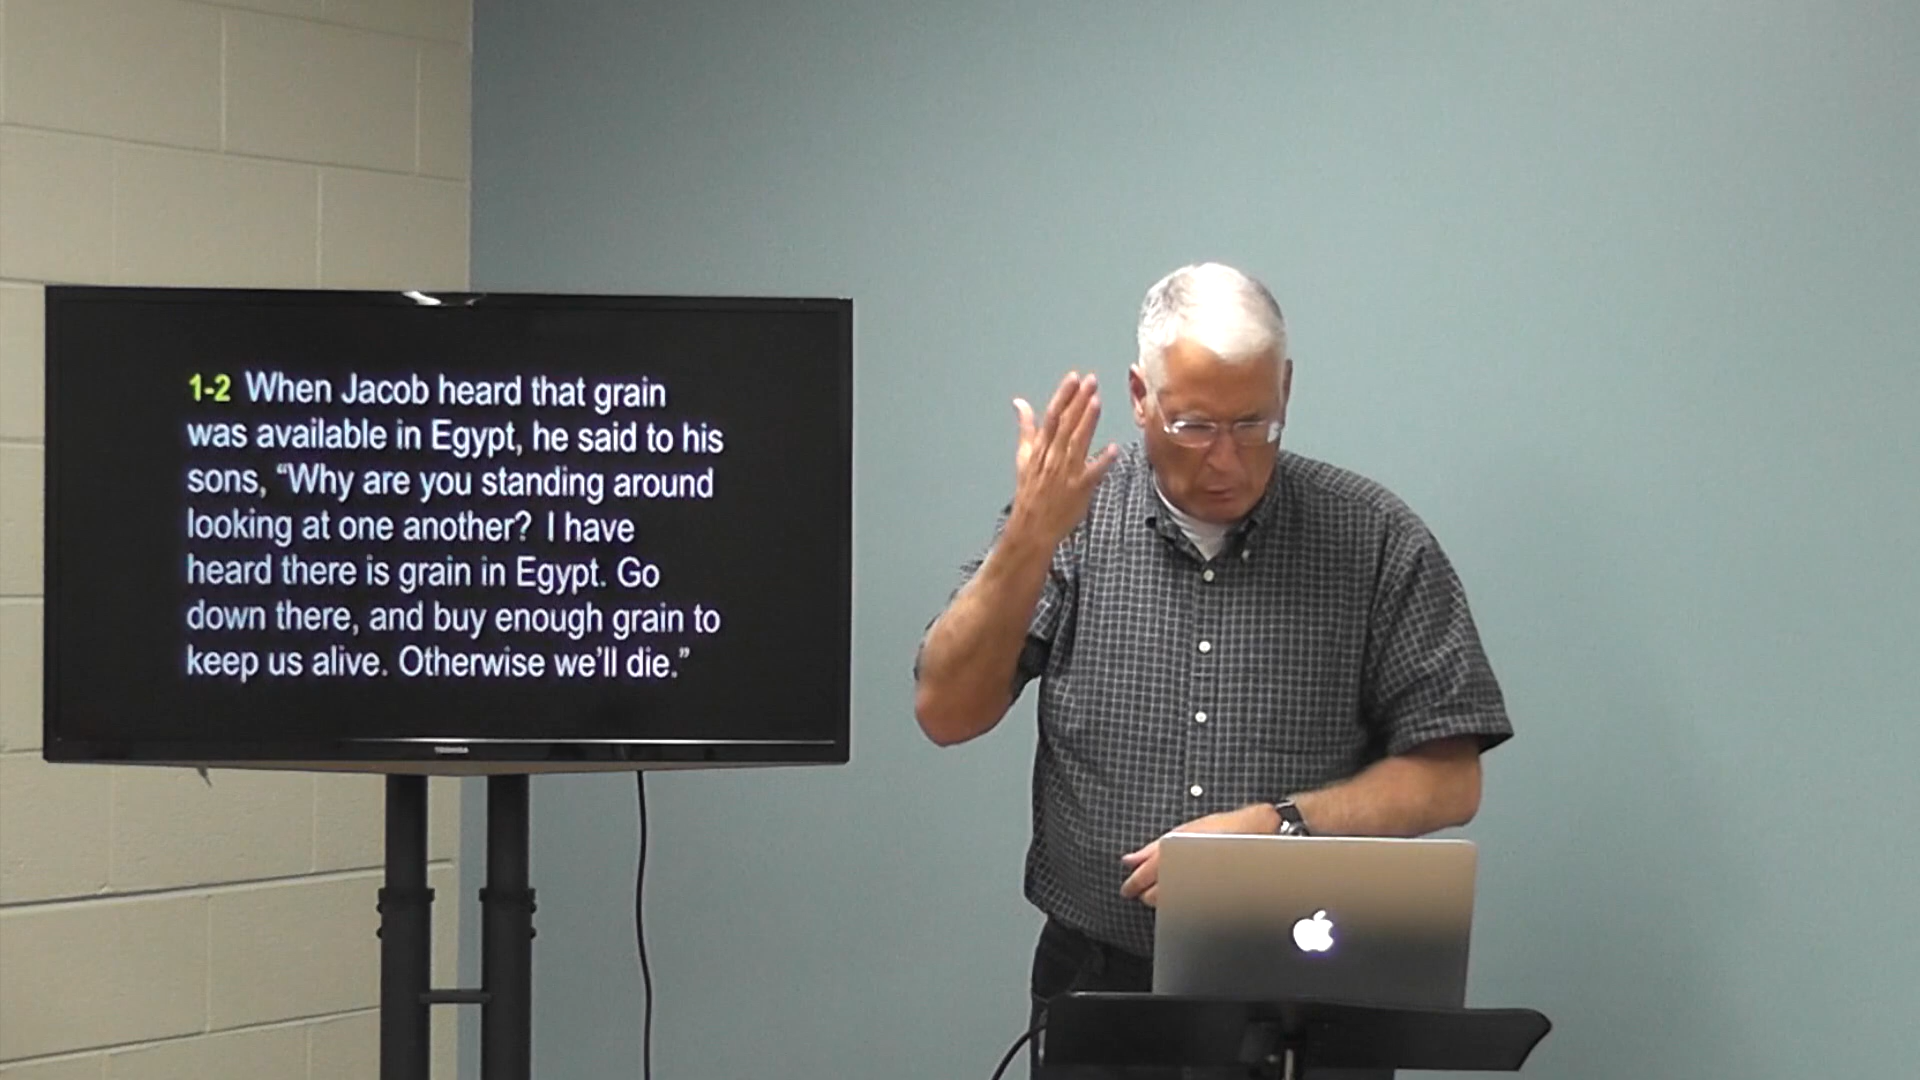 1-2 When Jacob heard that grain
was available in Egypt, he said to his
sons, “Why are you standing around
looking at one another? I have
heard there is grain in Egypt. Go
down there, and buy enough grain to
keep us alive. Otherwise we’ll die.”
TOSHIBA